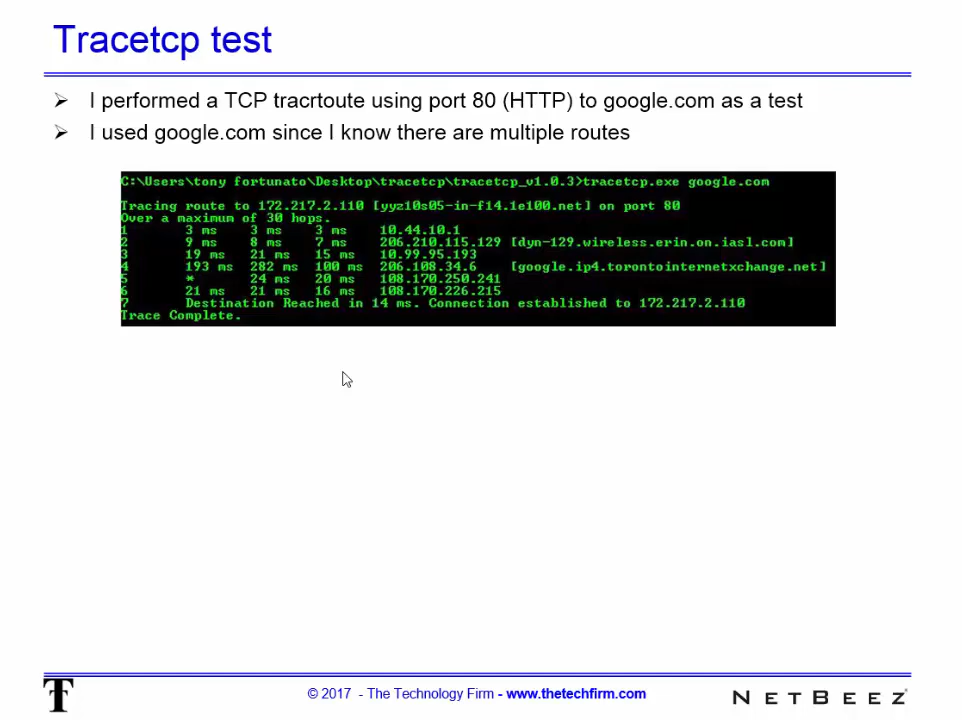 Tracetcp test
➢ I performed a TCP tracrtoute using port 80 (HTTP) to google.com as a test
➢ I used google.com since I know there are multiple routes
C:\Users\tony fortunato\Desktop\tracetcp\tracetcp_v1.0.3>tracetcp.exe google.com
Tracing route to 172.217.2.110 [yyz10s05-in-f14.1e100.net] on port 80
Over a maximum of 30 hops.
1 3 ms 3 ms 3 ms 10.44.10.1
2 9 ms 8 ms 7 ms 206.210.115.129 [dyn-129.wireless.erin.on.iasl.com]
3 19 ms 21 ms 15 ms 10.99.95.193
4 193 ms 282 ms 100 ms 206.108.34.6 [google.ip4.torontointernetxchange.net]
5 * 24 ms 20 ms 108.170.250.241
6 21 ms 21 ms 16 ms 108.170.226.215
7 Destination Reached in 14 ms. Connection established to 172.217.2.110
Trace Complete.
© 2017 - The Technology Firm - www.thetechfirm.com
NETBEEZ